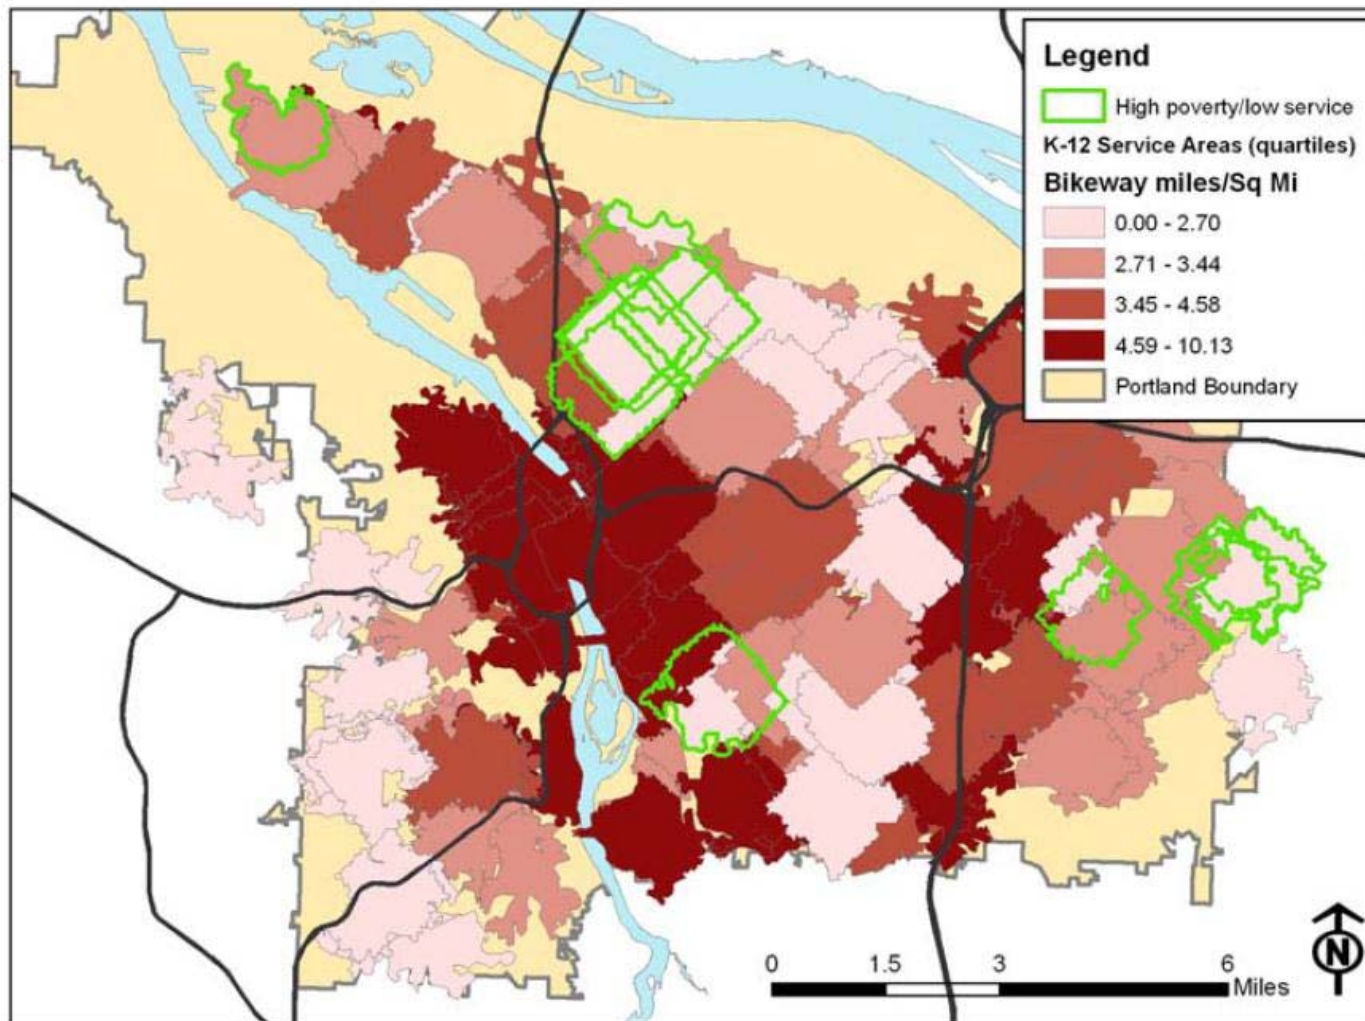 Legend
High poverty/low service
K-12 Service Areas (quartiles)
Bikeway miles/Sq Mi
0.00 - 2.70
2.71 - 3.44
3.45 - 4.58
4.59 - 10.13
Portland Boundary
0 1.5 3 6
Miles
N